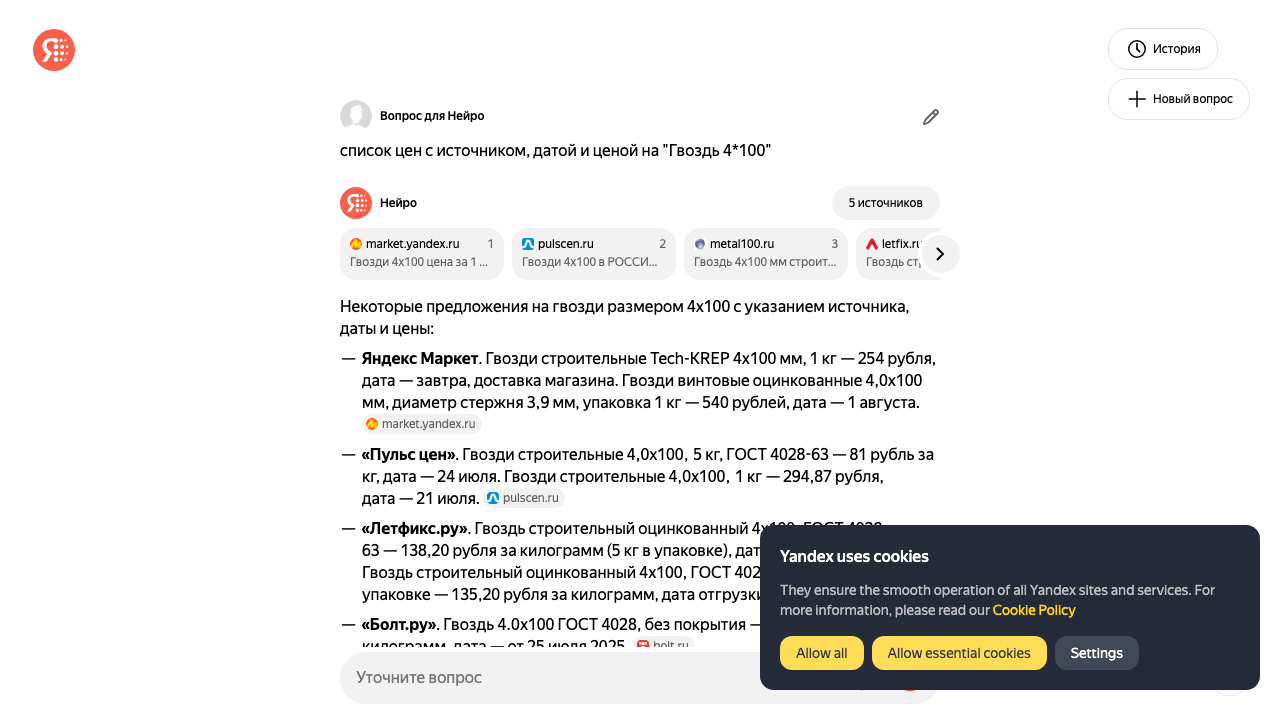 История
Новый вопрос
Вопрос для Нейро
список цен с источником, датой и ценой на "Гвоздь 4*100"
Нейро
5 источников
market.yandex.ru 1
Гвозди 4х100 цена за 1 ...
pulscen.ru 2
Гвозди 4х100 в РОССИ...
metal100.ru 3
Гвоздь 4х100 мм строит...
letfix.ru
Гвоздь ст
Некоторые предложения на гвозди размером 4х100 с указанием источника,
даты и цены:
— Яндекс Маркет. Гвозди строительные Tech-KREP 4х100 мм, 1 кг — 254 рубля,
дата — завтра, доставка магазина. Гвозди винтовые оцинкованные 4,0х100
мм, диаметр стержня 3,9 мм, упаковка 1 кг — 540 рублей, дата — 1 августа.
market.yandex.ru
— «Пульс цен». Гвозди строительные 4,0х100, 5 кг, ГОСТ 4028-63 — 81 рубль за
кг, дата — 24 июля. Гвозди строительные 4,0х100, 1 кг — 294,87 рубля,
дата — 21 июля. pulscen.ru
— «Летфикс.ру». Гвоздь строительный оцинкованный 4х100, ГОСТ 4028-
63 — 138,20 рубля за килограмм (5 кг в упаковке), дат
Гвоздь строительный оцинкованный 4х100, ГОСТ 402
упаковке — 135,20 рубля за килограмм, дата отгрузки
— «Болт.ру». Гвоздь 4.0х100 ГОСТ 4028, без покрытия —
килограмм, дата — от 25 июля 2025. bolt.ru
Уточните вопрос
Yandex uses cookies
They ensure the smooth operation of all Yandex sites and services. For
more information, please read our Cookie Policy
Allow all
Allow essential cookies
Settings